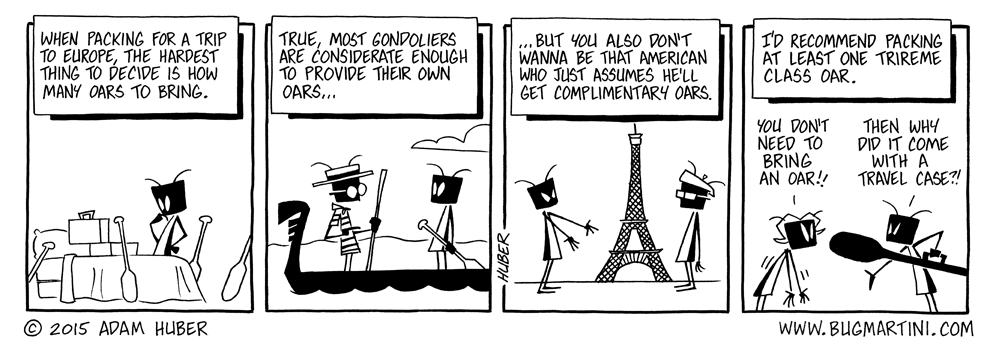 WHEN PACKING FOR A TRIP
TO EUROPE, THE HARDEST
THING TO DECIDE IS HOW
MANY OARS TO BRING.
TRUE, MOST GONDOLIERS
ARE CONSIDERATE ENOUGH
TO PROVIDE THEIR OWN
OARS...
...BUT YOU ALSO DON'T
WANNA BE THAT AMERICAN
WHO JUST ASSUMES HE'LL
GET COMPLIMENTARY OARS.
HUBER
I'D RECOMMEND PACKING
AT LEAST ONE TRIREME
CLASS OAR.
YOU DON'T
NEED TO
BRING
AN OAR!!
THEN WHY
DID IT COME
WITH A
TRAVEL CASE?!
© 2015 ADAM HUBER
WWW.BUGMARTINI.COM